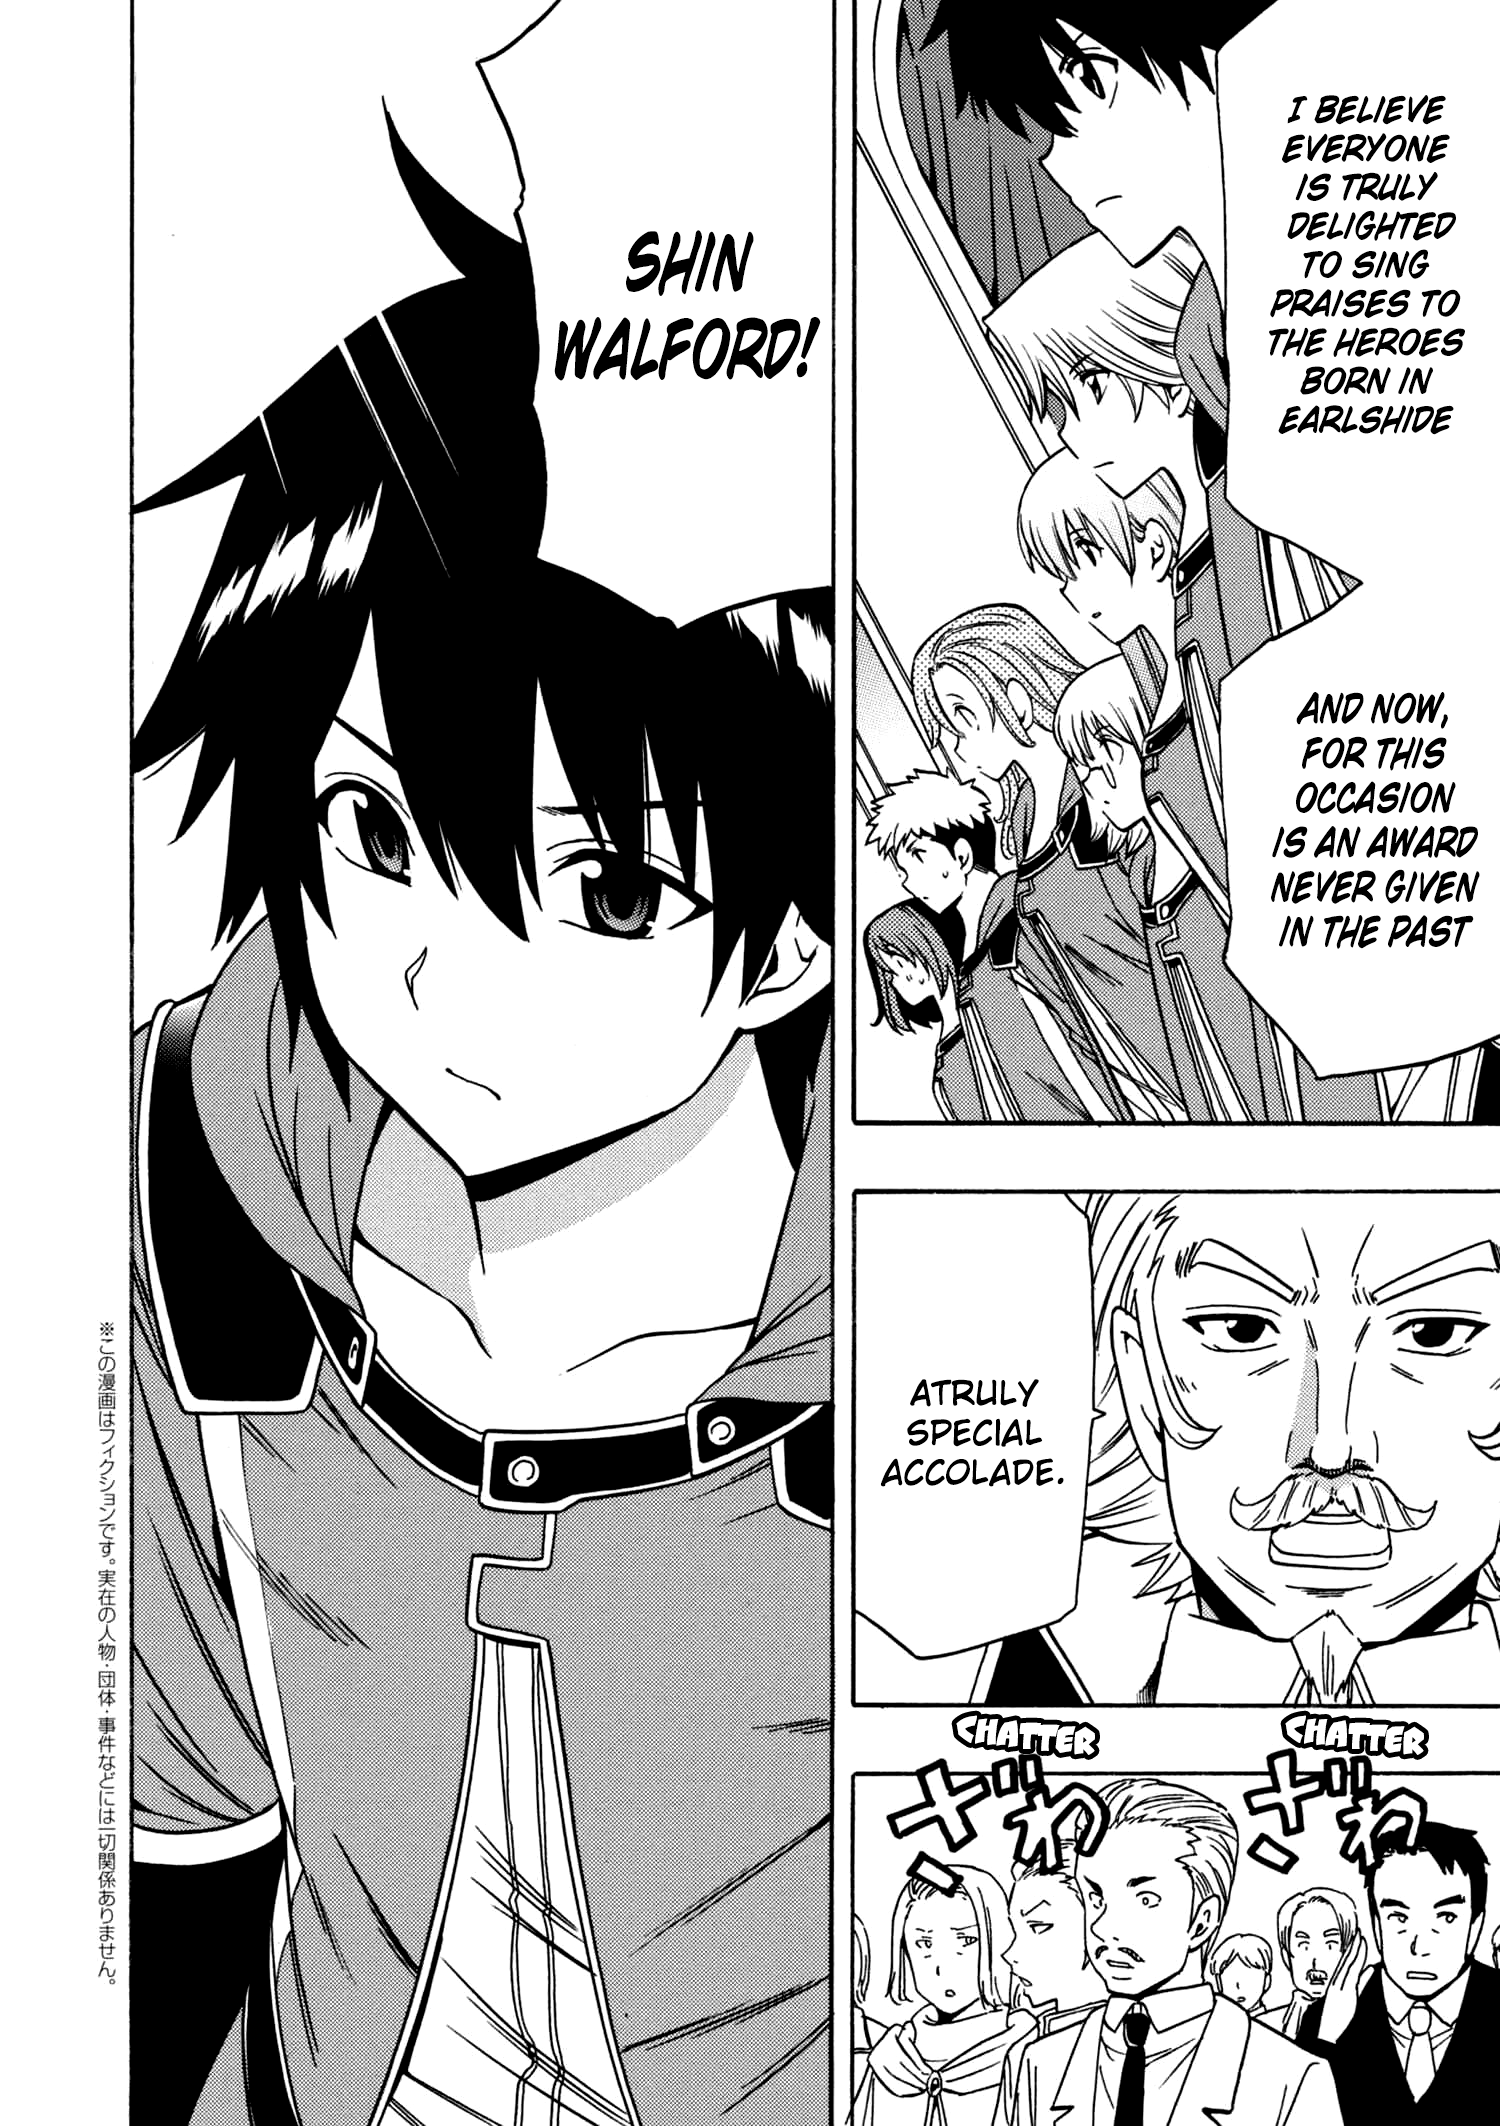 I BELIEVE
EVERYONE
IS TRULY
DELIGHTED
TO SING
PRAISES TO
THE HEROES
BORN IN
EARLSHIDE
AND NOW,
FOR THIS
OCCASION
IS AN AWARD
NEVER GIVEN
IN THE PAST
ATRULY
SPECIAL
ACCOLADE.
CHATTER
ざわ
CHATTER
ざわ
SHIN
WALFORD!
※この漫画はフィクションです。実在の人物・団体・事件などには一切関係ありません。